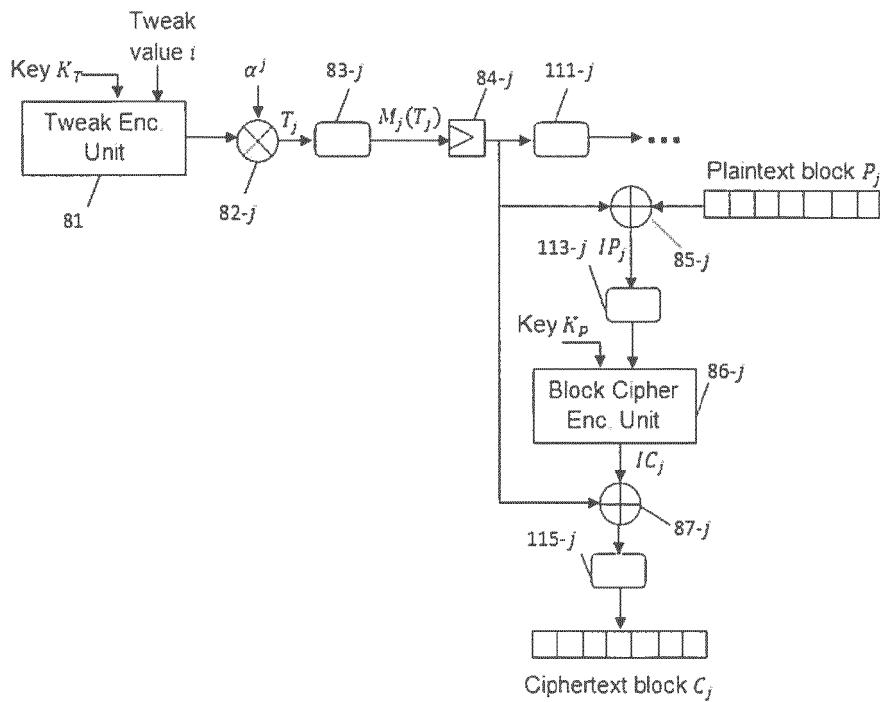 Tweak
value i
Key K_T
α^j
83-j
84-j
111-j
T_j
M_j(T_j)
Tweak Enc.
Unit
81
82-j
Plaintext block P_j
85-j
113-j
IP_j
Key K_P
86-j
Block Cipher
Enc. Unit
IC_j
87-j
115-j
Ciphertext block C_j